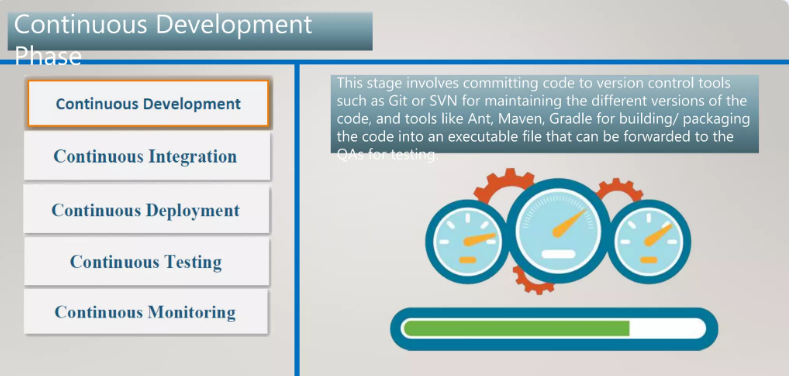 Continuous Development
Phase
Continuous Development
Continuous Integration
Continuous Deployment
Continuous Testing
Continuous Monitoring
This stage involves committing code to version control tools
such as Git or SVN for maintaining the different versions of the
code, and tools like Ant, Maven, Gradle for building/ packaging
the code into an executable file that can be forwarded to the
QAs for testing.